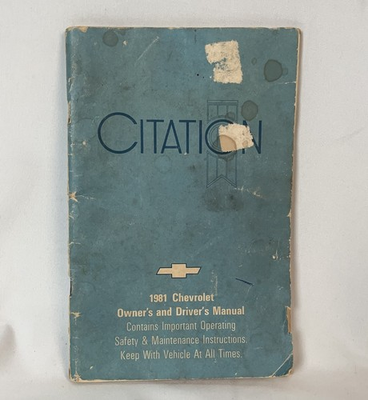 CITATION
1981 Chevrolet
Owner's and Driver's Manual
Contains Important Operating
Safety & Maintenance Instructions
Keep With Vehicle At All Times.